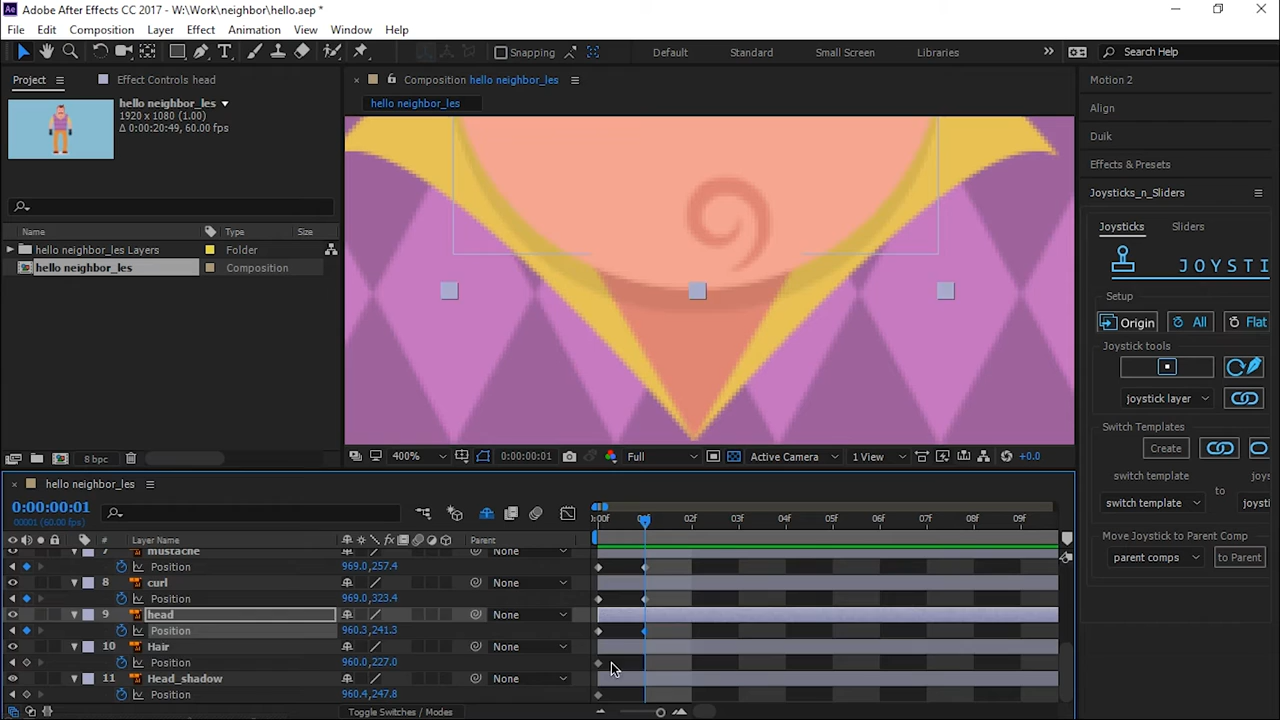 Ae Adobe After Effects CC 2017 - W:\Work\neighbor\hello.aep *
File Edit Composition Layer Effect Animation View Window Help
T Snapping Default Standard Small Screen Libraries >> Search Help
Project Effect Controls head
hello neighbor_les
1920 x 1080 (1.00)
Δ 0:00:20:49, 60.00 fps
Name Type Size
hello neighbor_les Layers Folder
hello neighbor_les Composition
8 bpc
× Composition hello neighbor_les
hello neighbor_les
400% 0:00:00:01 Full Active Camera 1 View +0.0
Motion 2
Align
Duik
Effects & Presets
Joysticks_n_Sliders
Joysticks Sliders
JOYSTI
Setup
Origin All Flat
Joystick tools
joystick layer
Switch Templates
Create
switch template joys
switch template to joysti
Move Joystick to Parent Comp
parent comps to Parent
× hello neighbor_les
0:00:00:01
00001 (60.00 fps)
# Layer Name Parent
:00F 02F 03F 04F 05F 06F 07F 08F 09F
7 mustache None
Position 969.0,257.4
8 curl None
Position 969.0,323.4
9 head None
Position 960.3,241.3
10 Hair None
Position 960.0,227.0
11 Head_shadow None
Position 960.4,247.8
Toggle Switches / Modes